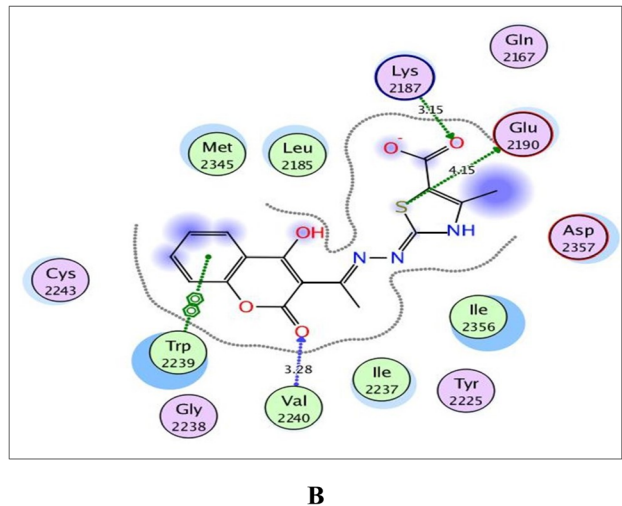 Gln
2167
Lys
2187
3.15
Glu
2190
O
O-
Met
2345
Leu
2185
4.15
S
OH
NH
Asp
2357
N
N
Cys
2243
O
O
Ile
2356
Trp
2239
3.28
Ile
2237
Tyr
2225
Gly
2238
Val
2240
B